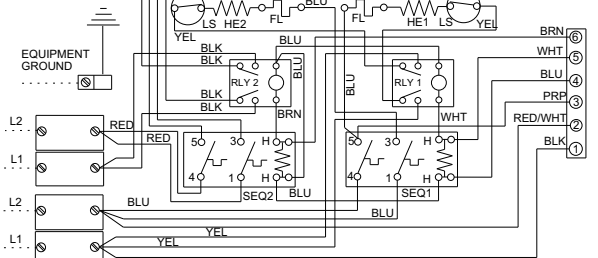 BLU
LS HE2 FL FL HE1 LS
YEL YEL
BRN 6
BLK BLU
WHT 5
EQUIPMENT
GROUND
BLK
BLU
RLY 2 BLU RLY 1 BLU 4
BLK
PRP 3
L2 BRN WHT
RED RED/WHT 2
RED
5 3 H 5 3 H
BLK 1
L1
4 1 H 4 1 H
SEQ2 BLU SEQ1
L2 BLU
BLU
YEL
L1 YEL